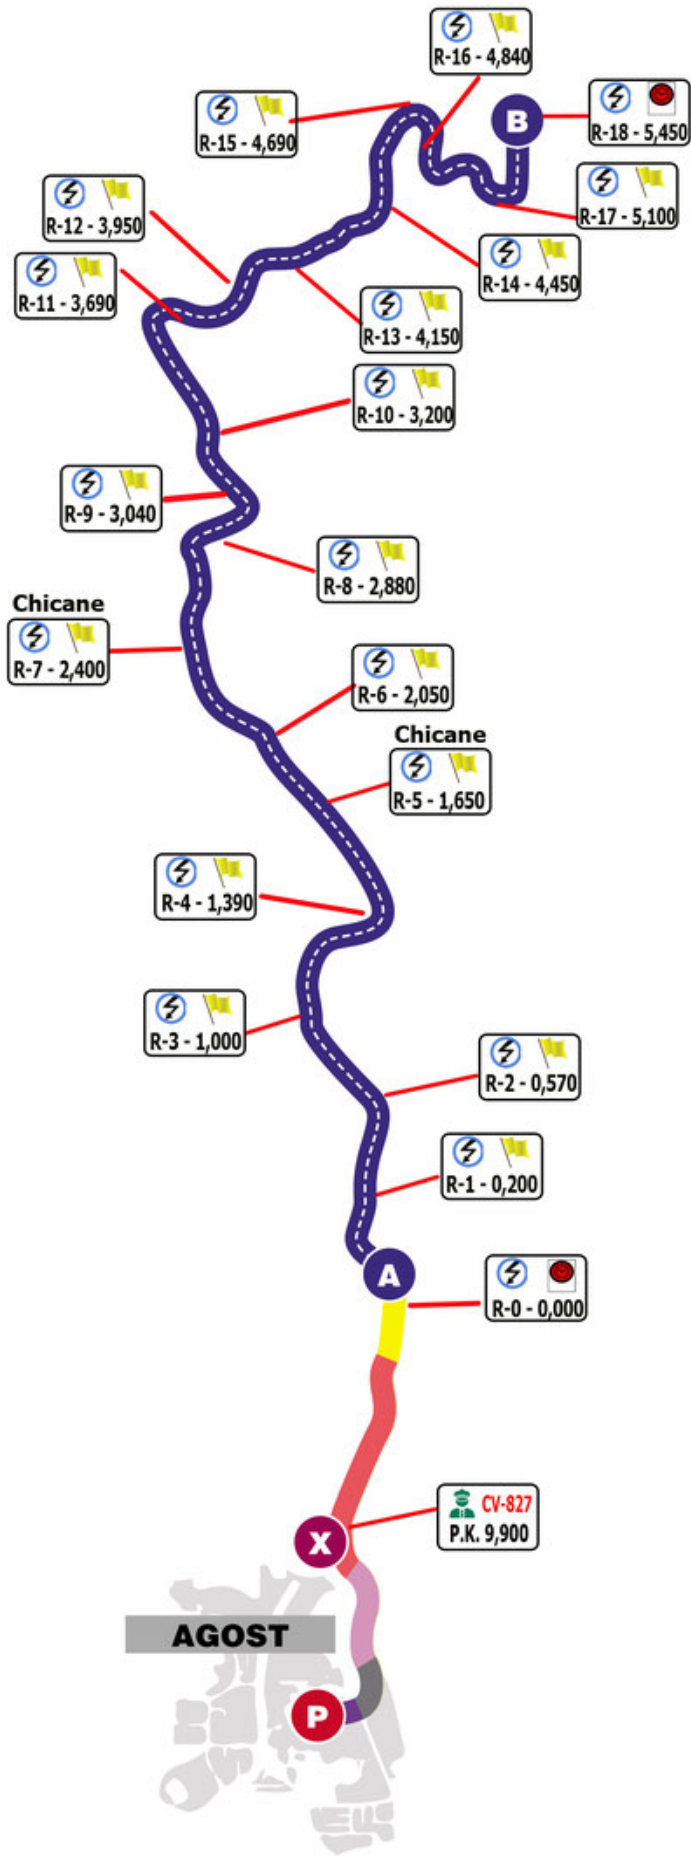 R-16 - 4,840
B
R-18 - 5,450
R-15 - 4,690
R-17 - 5,100
R-12 - 3,950
R-14 - 4,450
R-11 - 3,690
R-13 - 4,150
R-10 - 3,200
R-9 - 3,040
R-8 - 2,880
Chicane
R-7 - 2,400
R-6 - 2,050
Chicane
R-5 - 1,650
R-4 - 1,390
R-3 - 1,000
R-2 - 0,570
R-1 - 0,200
A
R-0 - 0,000
CV-827
P.K. 9,900
X
AGOST
P